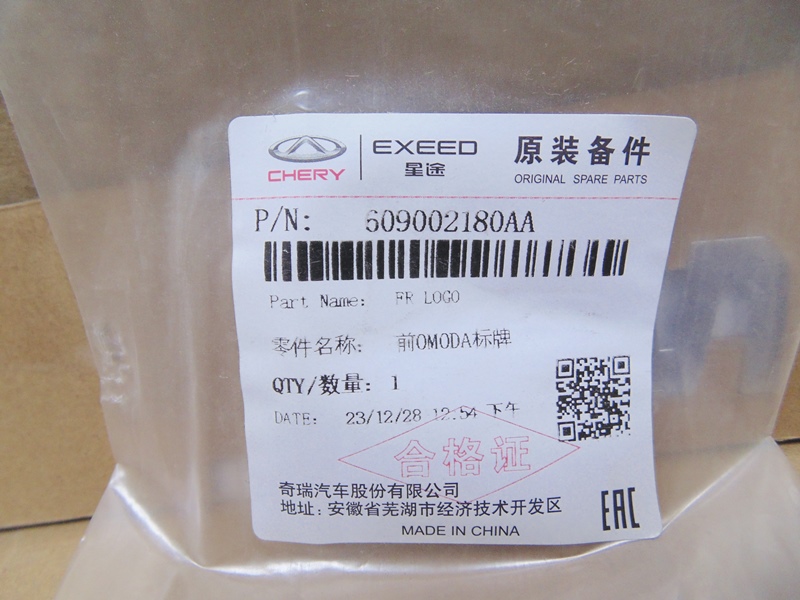 CHERY
EXEED
星途
原装备件
ORIGINAL SPARE PARTS
P/N: 609002180AA
Part Name: FR LOGO
零件名称: 前OMODA标牌
QTY/数量: 1
DATE: 23/12/28 12:54 下午
合格证
奇瑞汽车股份有限公司
地址: 安徽省芜湖市经济技术开发区
MADE IN CHINA
EAC